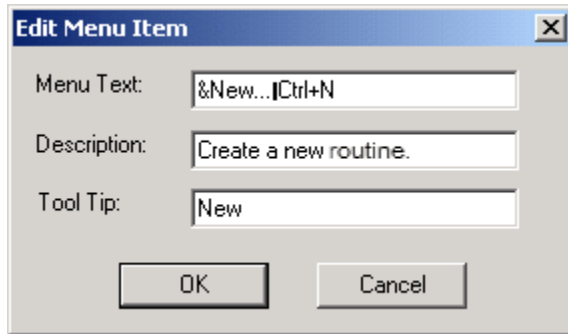 Edit Menu Item
Menu Text: &New...|Ctrl+N
Description: Create a new routine.
Tool Tip: New
OK Cancel